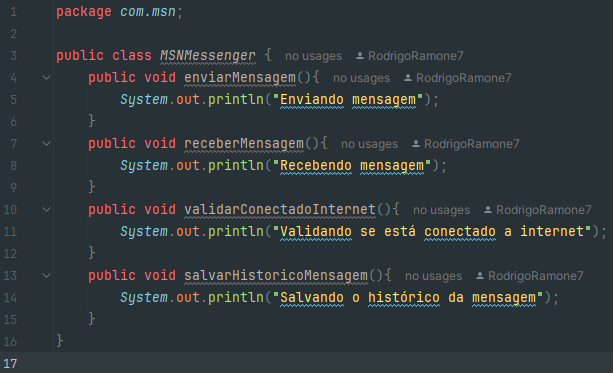 1 package com.msn;
2
3 public class MSNMessenger { no usages RodrigoRamone7
4 public void enviarMensagem(){ no usages RodrigoRamone7
5 System.out.println("Enviando mensagem");
6 }
7 public void receberMensagem(){ no usages RodrigoRamone7
8 System.out.println("Recebendo mensagem");
9 }
10 public void validarConectadoInternet(){ no usages RodrigoRamone7
11 System.out.println("Validando se está conectado a internet");
12 }
13 public void salvarHistoricoMensagem(){ no usages RodrigoRamone7
14 System.out.println("Salvando o histórico da mensagem");
15 }
16 }
17